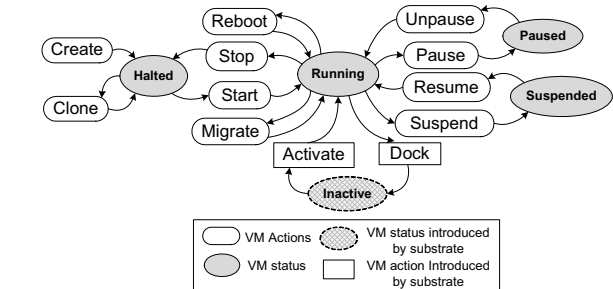 Reboot
Unpause
Paused
Create
Stop
Pause
Halted
Running
Resume
Suspended
Clone
Start
Migrate
Suspend
Activate
Dock
Inactive
VM Actions
VM status introduced
by substrate
VM status
VM action Introduced
by substrate